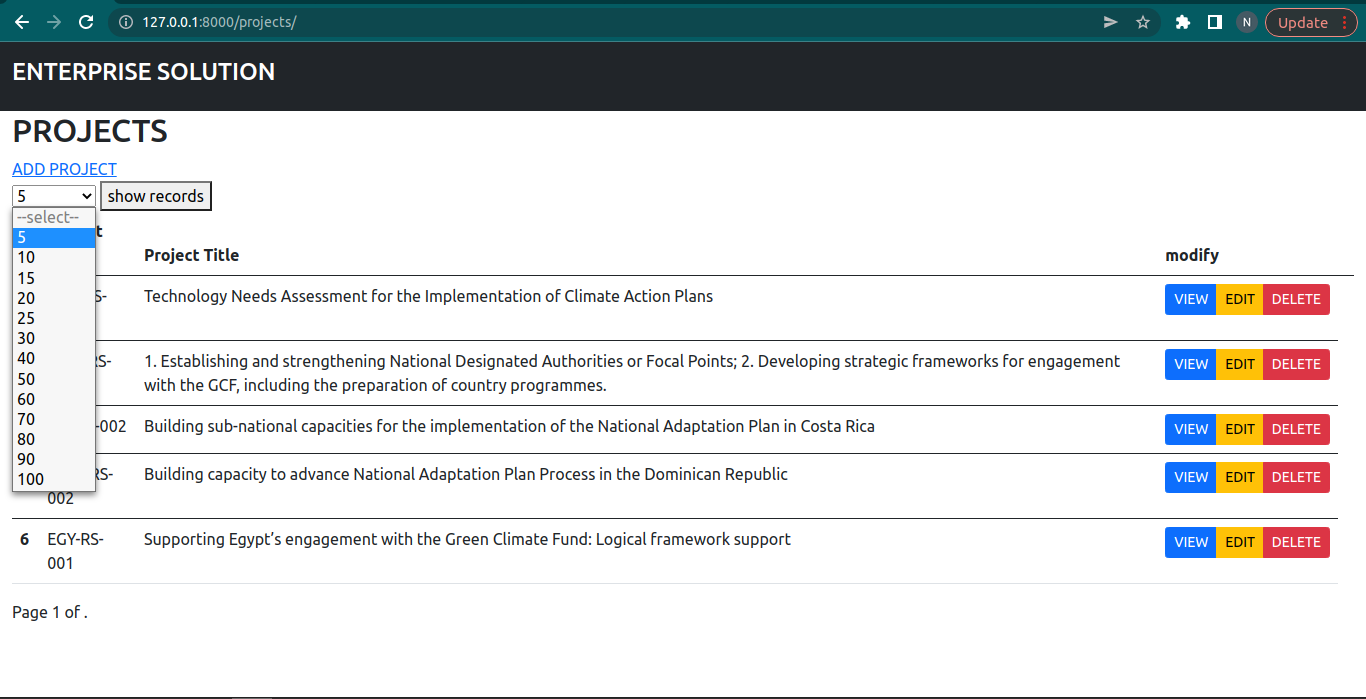 127.0.0.1:8000/projects/
N
Update
ENTERPRISE SOLUTION
PROJECTS
ADD PROJECT
5
show records
--select--
5
10
15
20
25
30
40
50
60
70
80
90
100
t
Project Title
modify
S-
Technology Needs Assessment for the Implementation of Climate Action Plans
VIEW EDIT DELETE
RS-
1. Establishing and strengthening National Designated Authorities or Focal Points; 2. Developing strategic frameworks for engagement
with the GCF, including the preparation of country programmes.
VIEW EDIT DELETE
-002
Building sub-national capacities for the implementation of the National Adaptation Plan in Costa Rica
VIEW EDIT DELETE
RS-
002
Building capacity to advance National Adaptation Plan Process in the Dominican Republic
VIEW EDIT DELETE
6
EGY-RS-
001
Supporting Egypt’s engagement with the Green Climate Fund: Logical framework support
VIEW EDIT DELETE
Page 1 of .